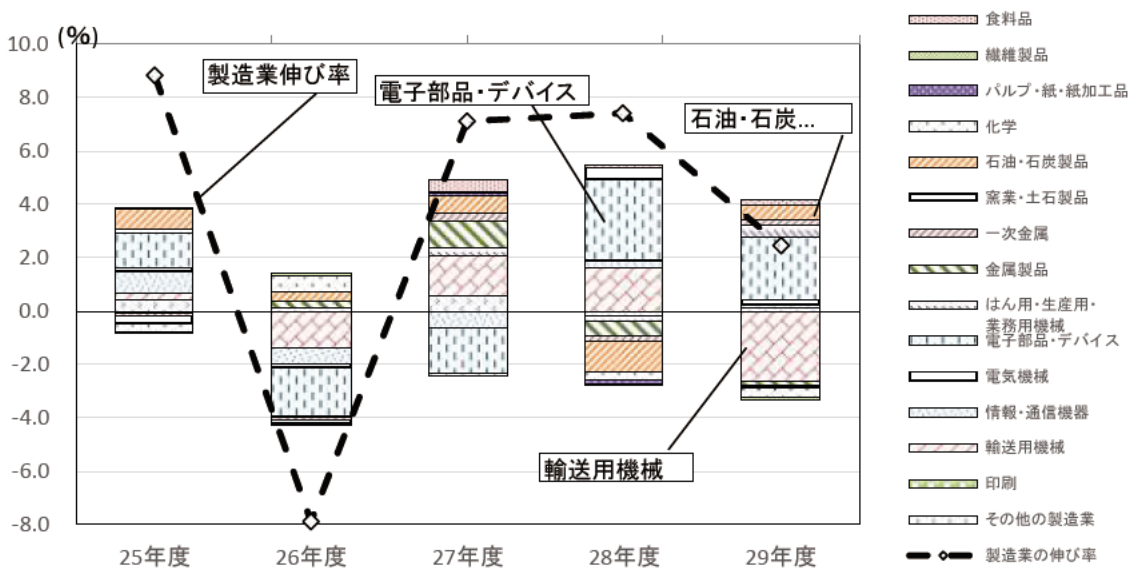 (%)
10.0
8.0
6.0
4.0
2.0
0.0
-2.0
-4.0
-6.0
-8.0
製造業伸び率
電子部品・デバイス
石油・石炭...
輸送用機械
25年度
26年度
27年度
28年度
29年度
食料品
繊維製品
パルプ・紙・紙加工品
化学
石油・石炭製品
窯業・土石製品
一次金属
金属製品
はん用・生産用・
業務用機械
電子部品・デバイス
電気機械
情報・通信機器
輸送用機械
印刷
その他の製造業
製造業の伸び率